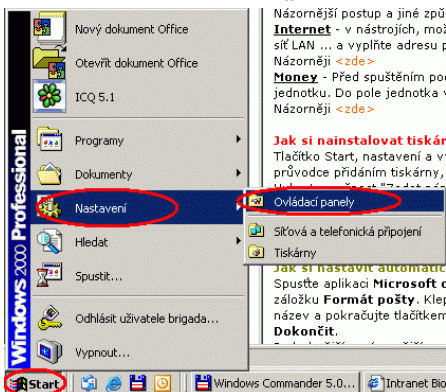 Nový dokument Office
Otevřít dokument Office
ICQ 5.1
Programy
Dokumenty
Nastavení
Hledat
Spustit...
Odhlásit uživatele brigada...
Vypnout...
Windows 2000 Professional
Ovládací panely
Síťová a telefonická připojení
Tiskárny
Názornější postup a jiné způ
Internet - v nástrojích, mož
síť LAN ... a vyplňte adresu p
Názorněji <zde>
Money - Před spuštěním po
jednotku. Do pole jednotka v
Názorněji <zde>
Jak si nainstalovat tiskár
Tlačítko Start, nastavení a v
průvodce přidáním tiskárny,
Jak si nastavit automatic
Spusťte aplikaci Microsoft o
záložku Formát pošty. Klep
název a pokračujte tlačítkem
Dokončit.
Start
Windows Commander 5.0...
Intranet Bio